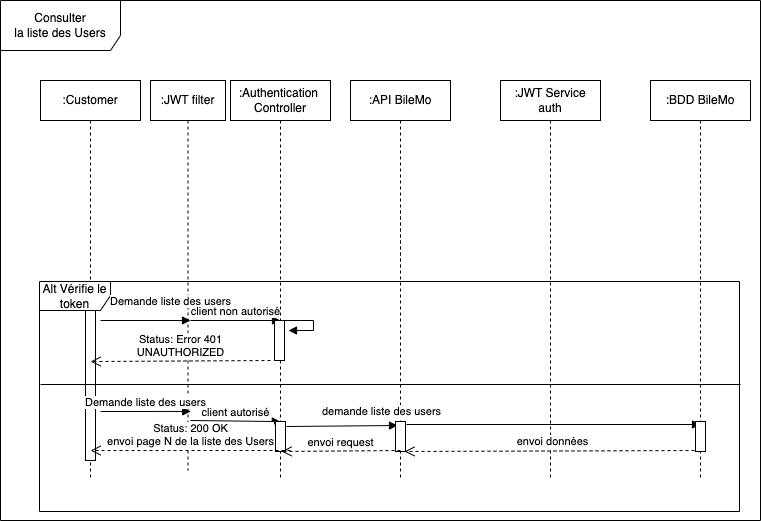 Consulter
la liste des Users
:Customer
:JWT filter
:Authentication
Controller
:API BileMo
:JWT Service
auth
:BDD BileMo
Alt Vérifie le
token
Demande liste des users
client non autorisé
Status: Error 401
UNAUTHORIZED
Demande liste des users
client autorisé
demande liste des users
Status: 200 OK
envoi page N de la liste des Users
envoi request
envoi données